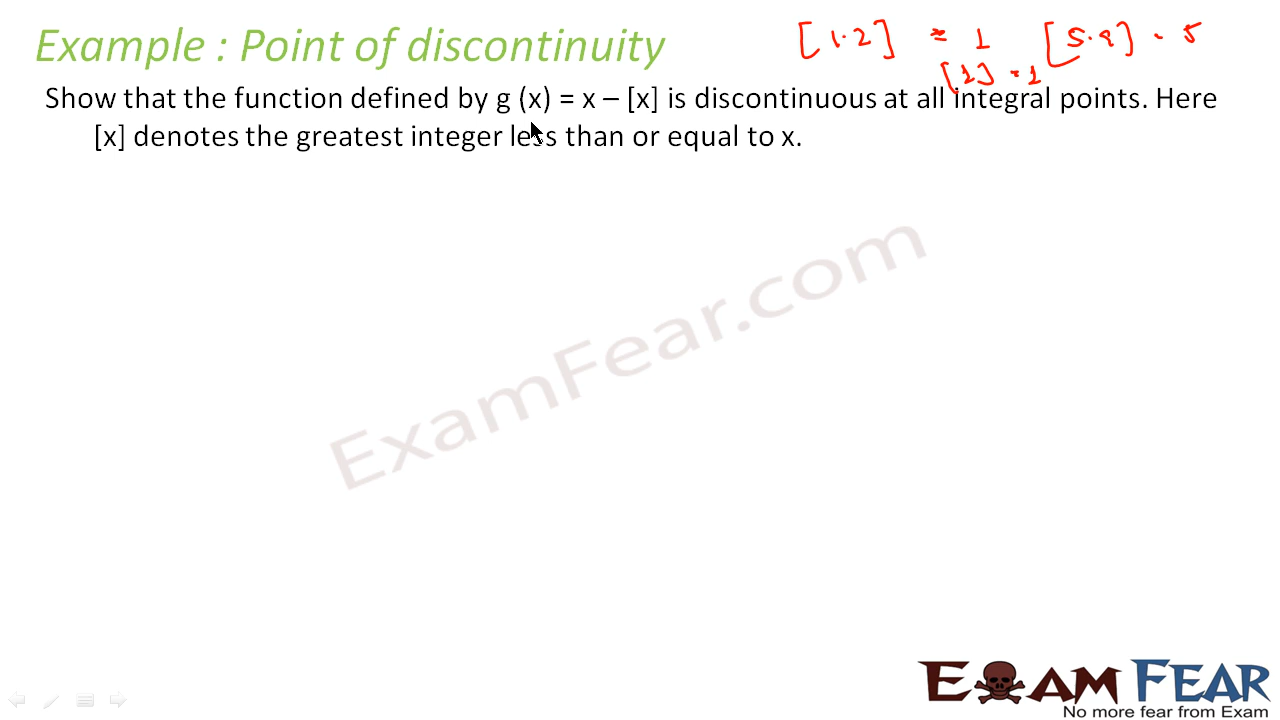 Example : Point of discontinuity
[1.2] = 1 [5.9] = 5
[1] = 1
Show that the function defined by g (x) = x – [x] is discontinuous at all integral points. Here
[x] denotes the greatest integer less than or equal to x.
ExamFear.com
EXAM FEAR
No more fear from Exam